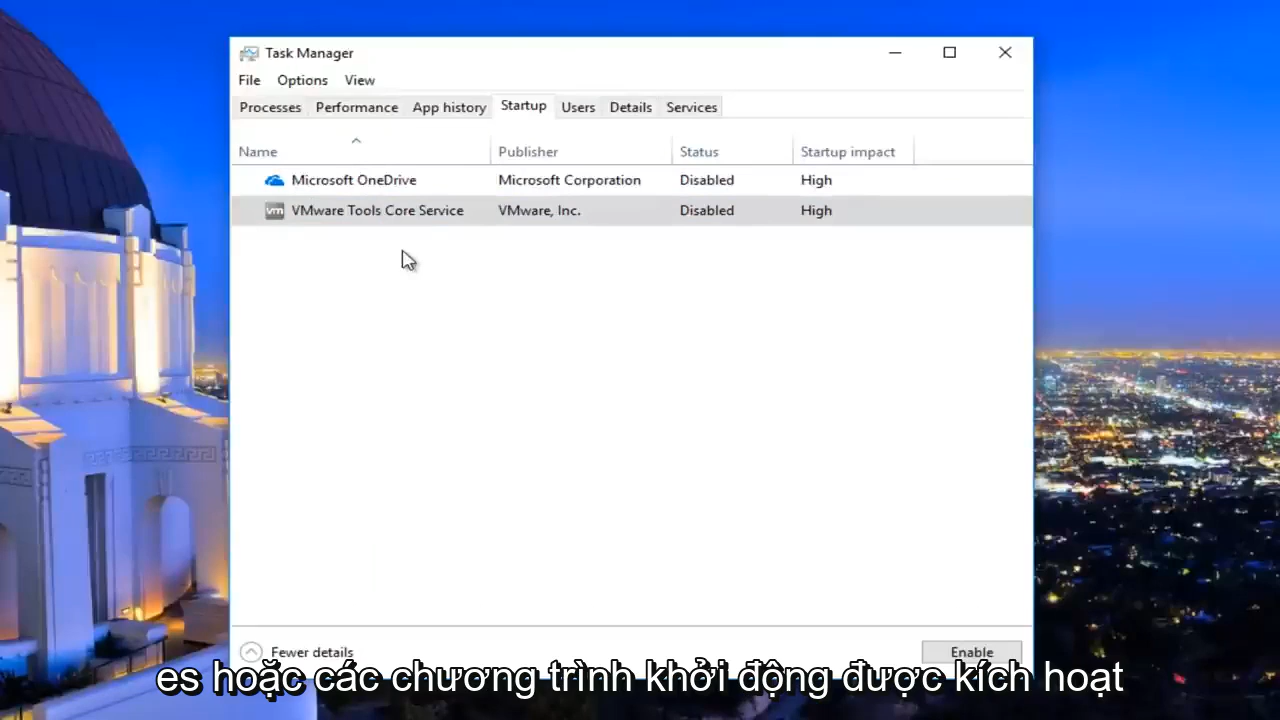 Task Manager
File Options View
Processes Performance App history Startup Users Details Services
Name Publisher Status Startup impact
Microsoft OneDrive Microsoft Corporation Disabled High
vm VMware Tools Core Service VMware, Inc. Disabled High
Fewer details Enable
es hoặc các chương trình khởi động được kích hoạt